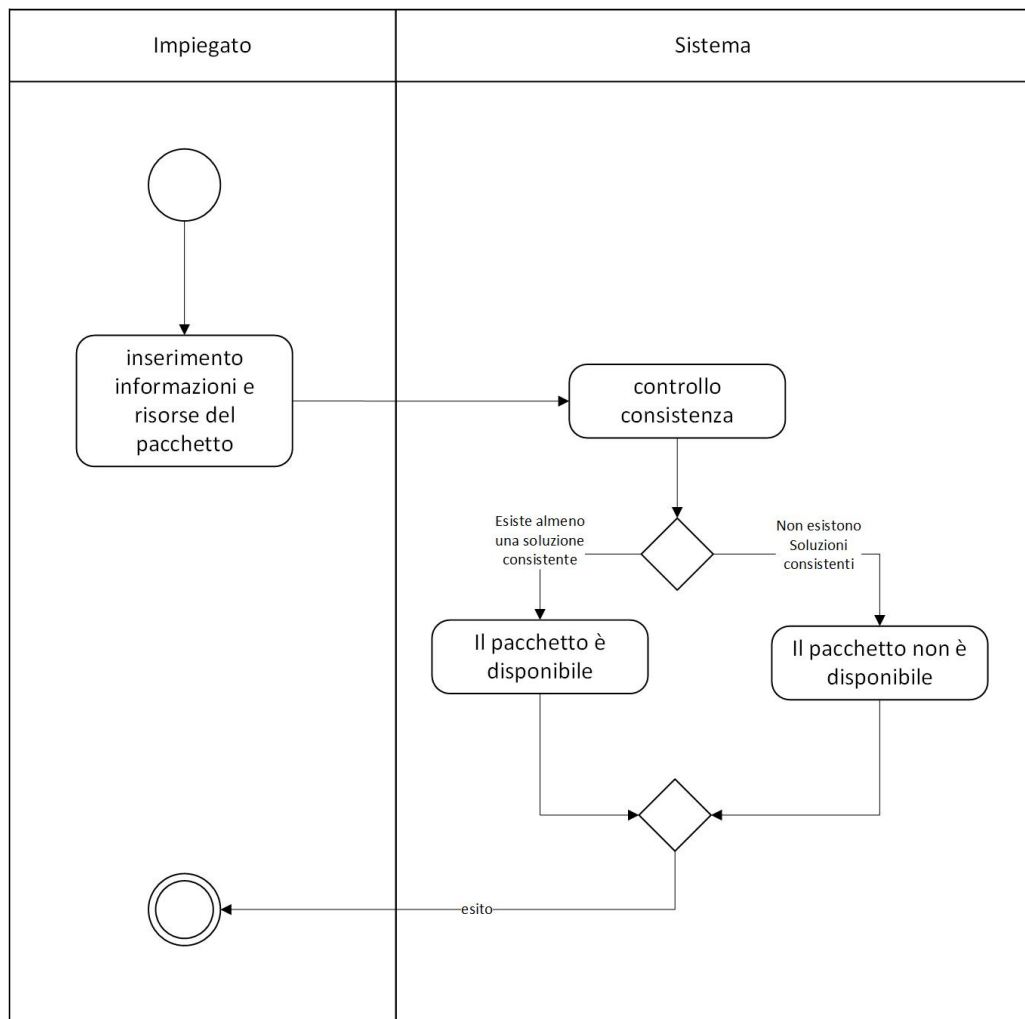 Impiegato
Sistema
inserimento
informazioni e
risorse del
pacchetto
controllo
consistenza
Esiste almeno
una soluzione
consistente
Non esistono
Soluzioni
consistenti
Il pacchetto è
disponibile
Il pacchetto non è
disponibile
esito